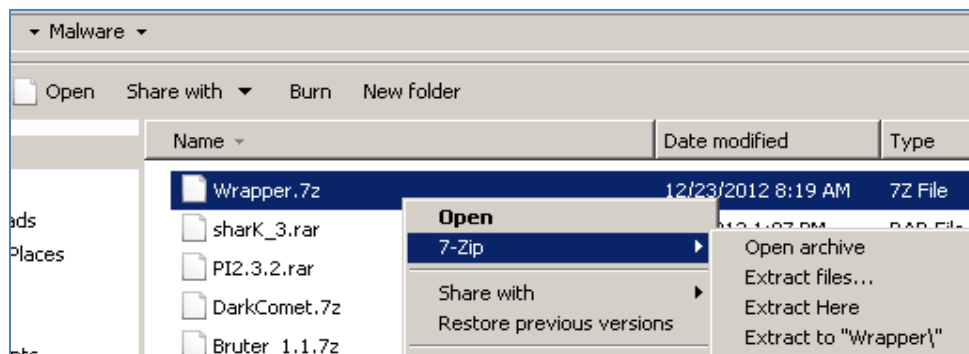 Malware
Open Share with Burn New folder
Name Date modified Type
Wrapper.7z 12/23/2012 8:19 AM 7Z File
sharK_3.rar
PI2.3.2.rar
DarkComet.7z
Bruter 1.1.7z
Places
Open
7-Zip
Share with
Restore previous versions
Open archive
Extract files...
Extract Here
Extract to "Wrapper\"